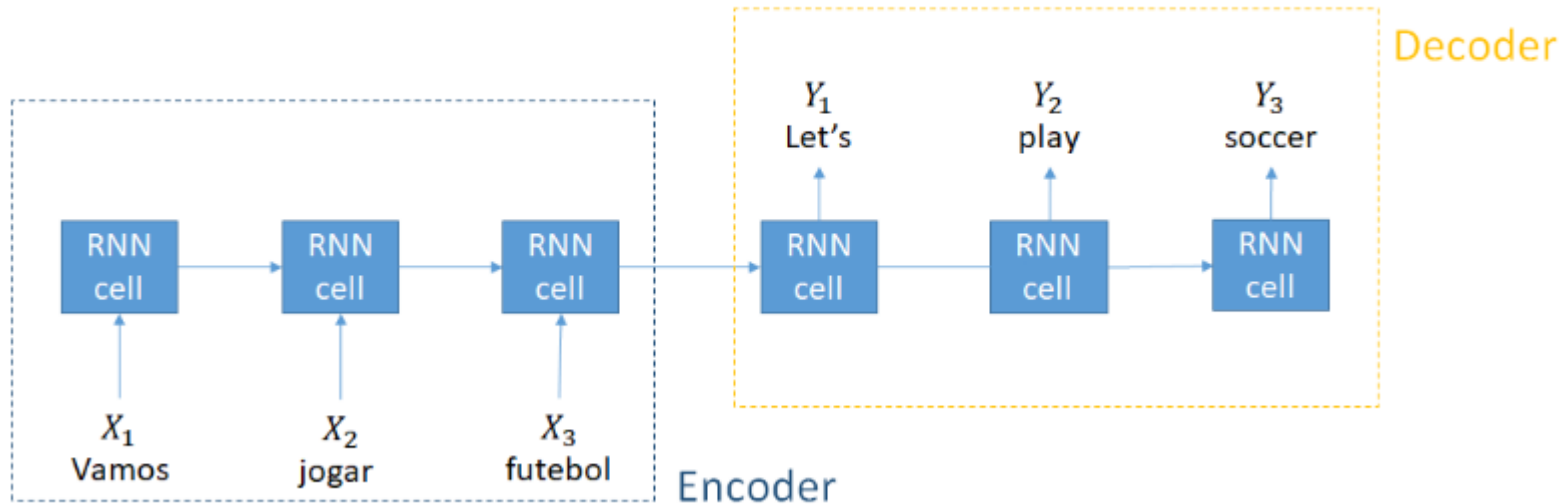 Decoder
Y₁ Y₂ Y₃
Let's play soccer
RNN RNN RNN RNN RNN RNN
cell cell cell cell cell cell
X₁ X₂ X₃
Vamos jogar futebol
Encoder